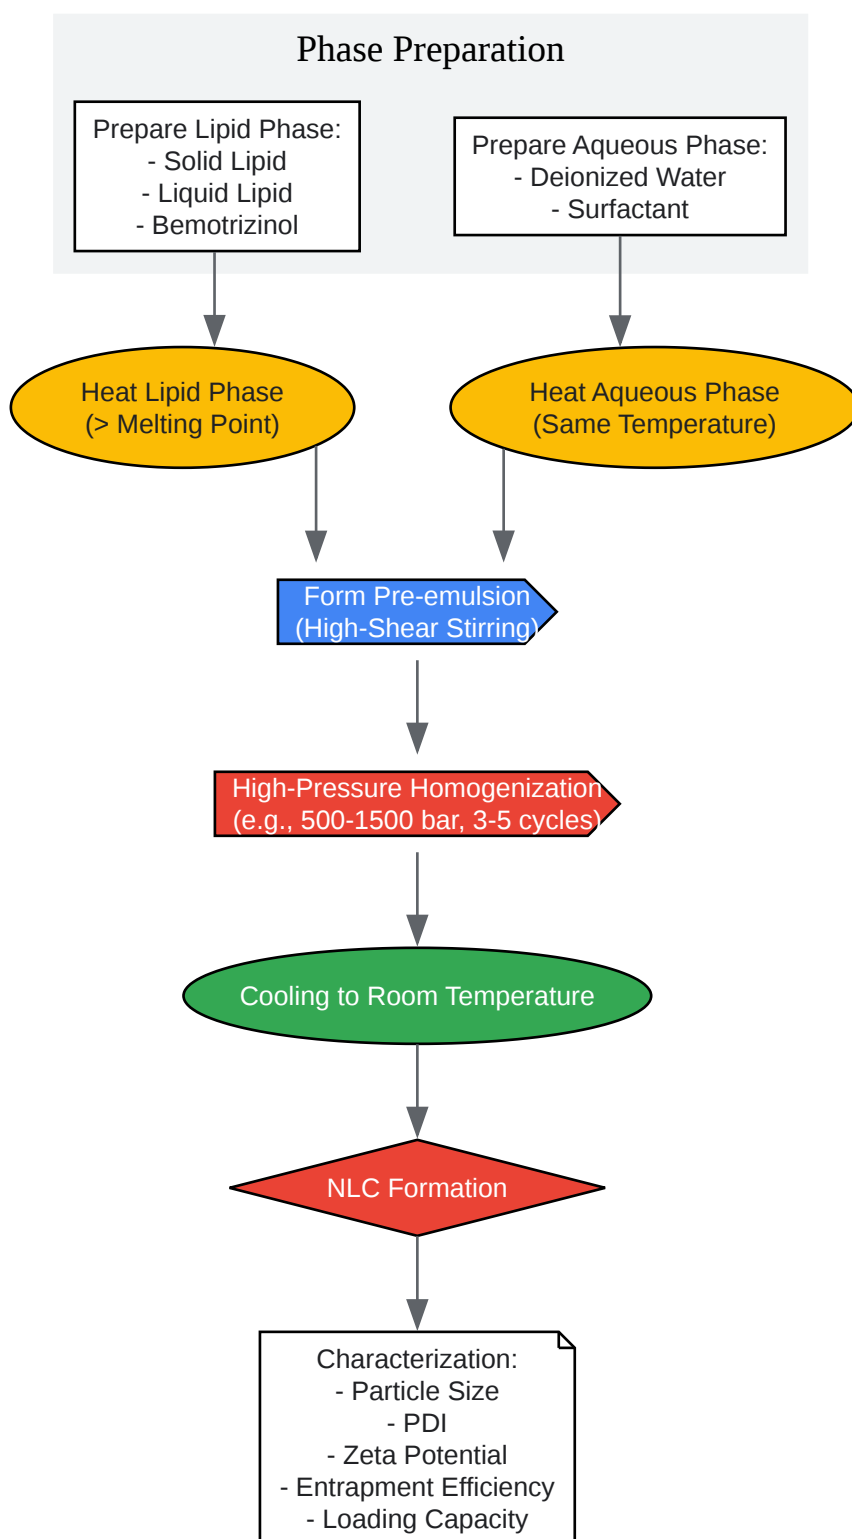 Phase Preparation
Prepare Lipid Phase:
- Solid Lipid
- Liquid Lipid
- Bemotrizinol
Prepare Aqueous Phase:
- Deionized Water
- Surfactant
Heat Lipid Phase
(> Melting Point)
Heat Aqueous Phase
(Same Temperature)
Form Pre-emulsion
(High-Shear Stirring)
High-Pressure Homogenization
(e.g., 500-1500 bar, 3-5 cycles)
Cooling to Room Temperature
NLC Formation
Characterization:
- Particle Size
- PDI
- Zeta Potential
- Entrapment Efficiency
- Loading Capacity